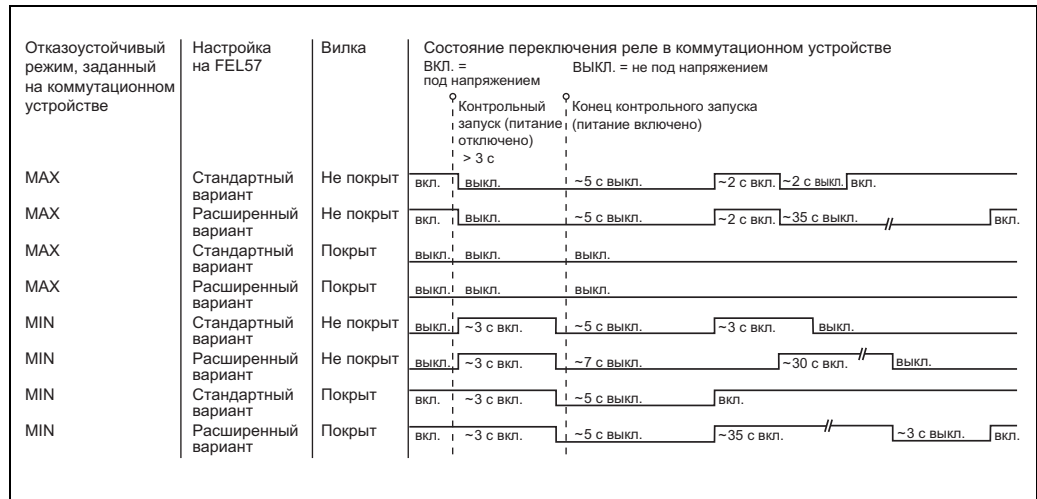 Отказоустойчивый режим, заданный на коммутационном устройстве
Настройка на FEL57
Вилка
Состояние переключения реле в коммутационном устройстве
ВКЛ. = под напряжением
ВЫКЛ. = не под напряжением
Контрольный запуск (питание отключено) > 3 с
Конец контрольного запуска (питание включено)
MAX Стандартный вариант Не покрыт вкл. выкл. ~5 с выкл. ~2 с вкл. ~2 с выкл. вкл.
MAX Расширенный вариант Не покрыт вкл. выкл. ~5 с выкл. ~2 с вкл. ~35 с выкл. вкл.
MAX Стандартный вариант Покрыт выкл. выкл. выкл.
MAX Расширенный вариант Покрыт выкл. выкл. выкл.
MIN Стандартный вариант Не покрыт выкл. ~3 с вкл. ~5 с выкл. ~3 с вкл. выкл.
MIN Расширенный вариант Не покрыт выкл. ~3 с вкл. ~7 с выкл. ~30 с вкл. выкл.
MIN Стандартный вариант Покрыт вкл. ~3 с вкл. ~5 с выкл. вкл.
MIN Расширенный вариант Покрыт вкл. ~3 с вкл. ~5 с выкл. ~35 с вкл. ~3 с выкл. вкл.